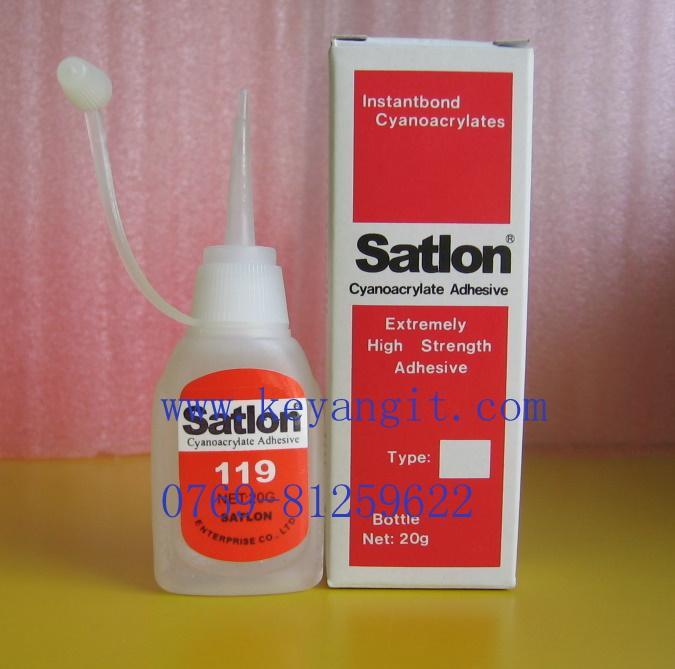 Instantbond
Cyanoacrylates
Satlon®
Cyanoacrylate Adhesive
Extremely
High Strength
Adhesive
Type:
Bottle
Net: 20g
Satlon®
Cyanoacrylate Adhesive
119
NET:20G
SATLON
ENTERPRISE CO., LTD
www.keyangit.com
0769-81259622